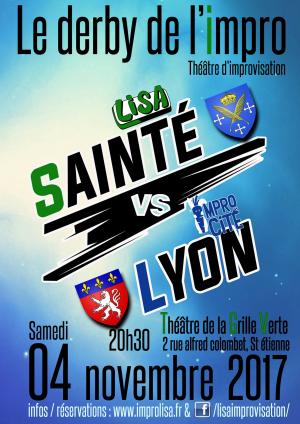 Le derby de l'impro
Théâtre d'improvisation
LiSA
SAINTÉ
VS
IMPRO
CiTÉ
LYON
Samedi
20h30
Théâtre de la Grille Verte
2 rue alfred colombet, St étienne
04 novembre 2017
infos / réservations : www.improlisa.fr & f /lisaimprovisation/